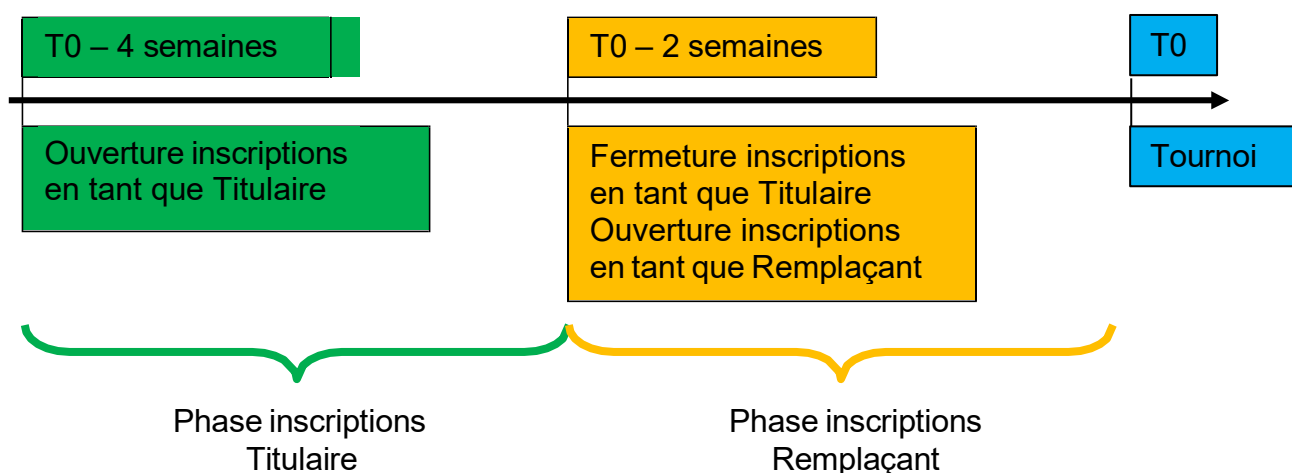 T0 – 4 semaines
T0 – 2 semaines
T0
Ouverture inscriptions
en tant que Titulaire
Fermeture inscriptions
en tant que Titulaire
Ouverture inscriptions
en tant que Remplaçant
Tournoi
Phase inscriptions
Titulaire
Phase inscriptions
Remplaçant